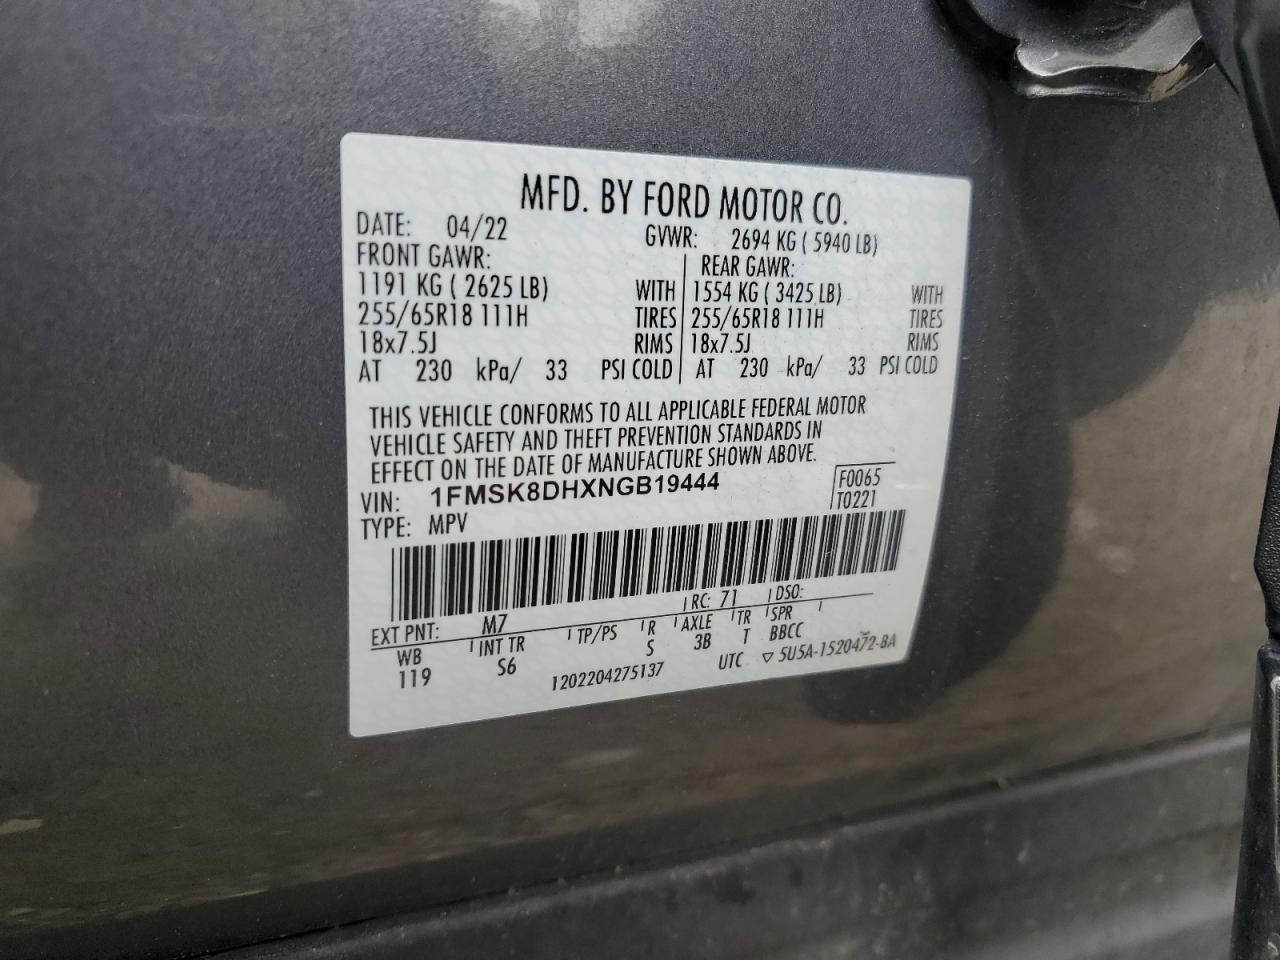 MFD. BY FORD MOTOR CO.
DATE: 04/22 GVWR: 2694 KG ( 5940 LB)
FRONT GAWR: REAR GAWR:
1191 KG ( 2625 LB) WITH 1554 KG ( 3425 LB) WITH
255/65R18 111H TIRES 255/65R18 111H TIRES
18x7.5J RIMS 18x7.5J RIMS
AT 230 kPa/ 33 PSI COLD AT 230 kPa/ 33 PSI COLD
THIS VEHICLE CONFORMS TO ALL APPLICABLE FEDERAL MOTOR
VEHICLE SAFETY AND THEFT PREVENTION STANDARDS IN
EFFECT ON THE DATE OF MANUFACTURE SHOWN ABOVE.
VIN: 1FMSK8DHXNGB19444 F0065
TYPE: MPV T0221
EXT PNT: M7 RC: 71 DSO:
WB INT TR TP/PS R AXLE TR SPR
119 S6 S 3B T BBCC
1202204275137 UTC ▽ 5U5A-1520472-BA